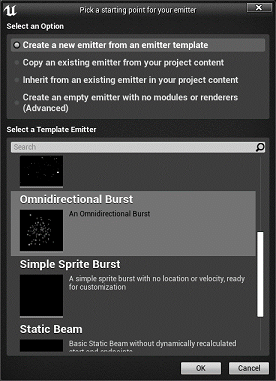 Pick a starting point for your emitter
Select an Option
Create a new emitter from an emitter template
Copy an existing emitter from your project content
Inherit from an existing emitter in your project content
Create an empty emitter with no modules or renderers
(Advanced)
Select a Template Emitter
Search
Omnidirectional Burst
An Omnidirectional Burst
Simple Sprite Burst
A simple sprite burst with no location or velocity, ready
for customization
Static Beam
Basic Static Beam without dynamically recalculated
start and endpoints
OK
Cancel